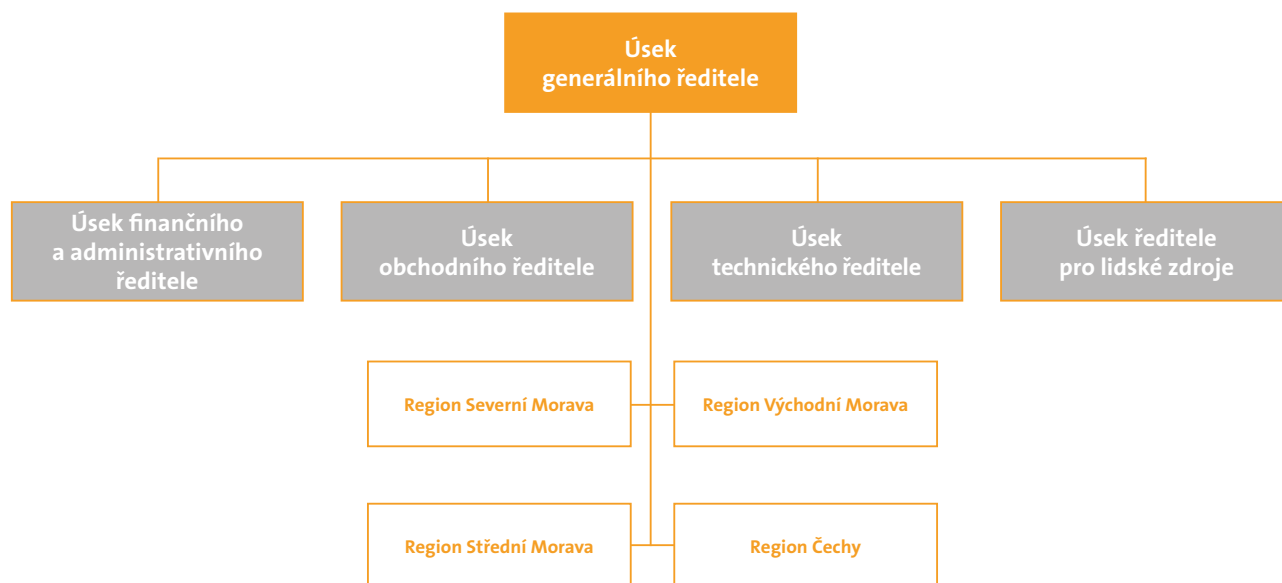 Úsek
generálního ředitele
Úsek finančního
a administrativního
ředitele
Úsek
obchodního ředitele
Úsek
technického ředitele
Úsek ředitele
pro lidské zdroje
Region Severní Morava
Region Východní Morava
Region Střední Morava
Region Čechy